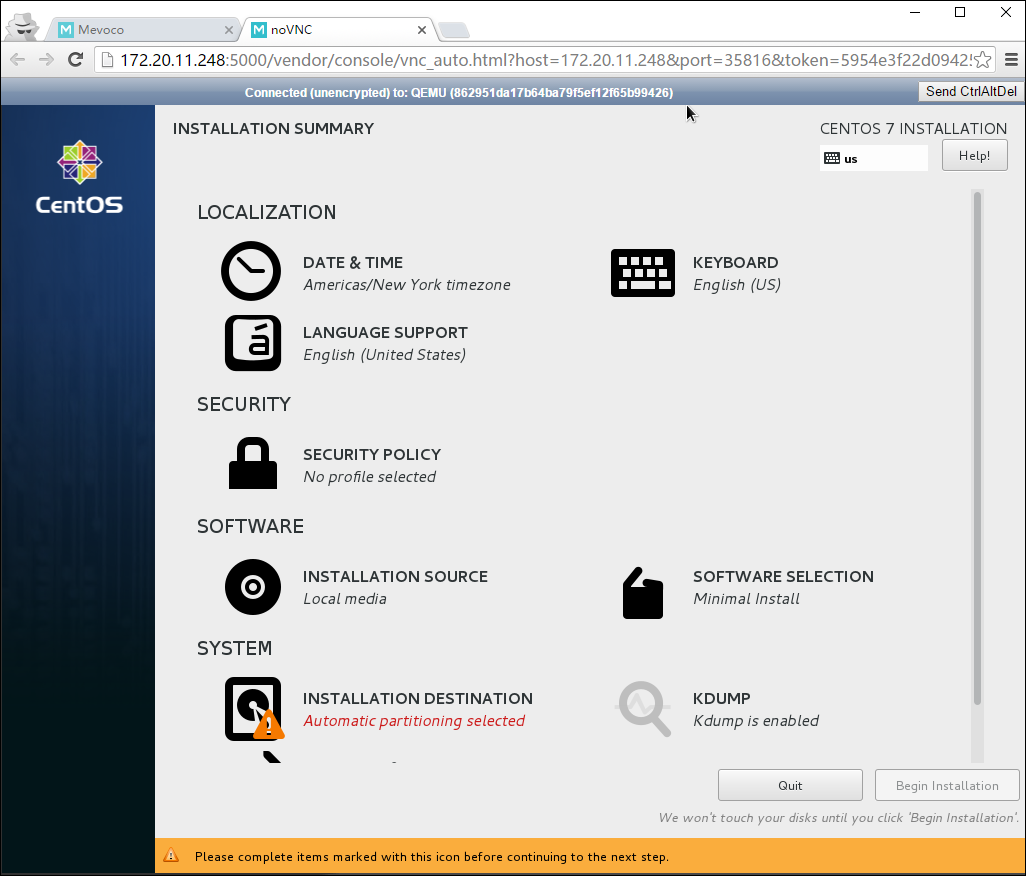 Mevoco
noVNC
172.20.11.248:5000/vendor/console/vnc_auto.html?host=172.20.11.248&port=35816&token=5954e3f22d0942
Connected (unencrypted) to: QEMU (862951da17b64ba79f5ef12f65b99426)
Send CtrlAltDel
INSTALLATION SUMMARY
CENTOS 7 INSTALLATION
us
Help!
CentOS
LOCALIZATION
DATE & TIME
Americas/New York timezone
KEYBOARD
English (US)
LANGUAGE SUPPORT
English (United States)
SECURITY
SECURITY POLICY
No profile selected
SOFTWARE
INSTALLATION SOURCE
Local media
SOFTWARE SELECTION
Minimal Install
SYSTEM
INSTALLATION DESTINATION
Automatic partitioning selected
KDUMP
Kdump is enabled
Quit
Begin Installation
We won't touch your disks until you click 'Begin Installation'.
Please complete items marked with this icon before continuing to the next step.